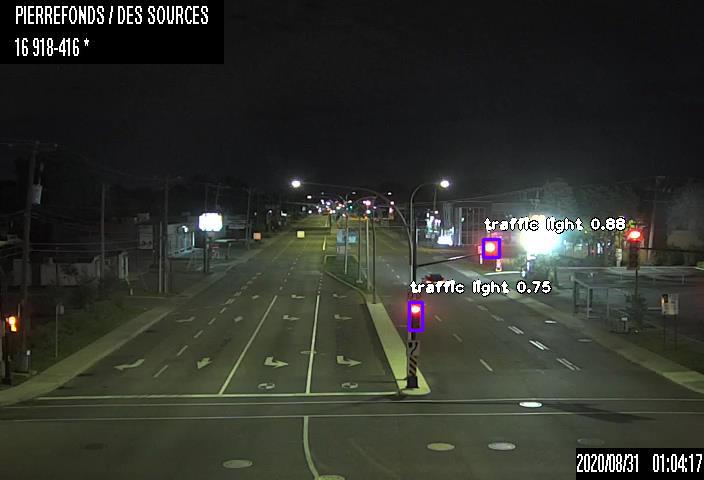 PIERREFONDS / DES SOURCES
16 918-416 *
traffic light 0.88
traffic light 0.75
2020/08/31 01:04:17